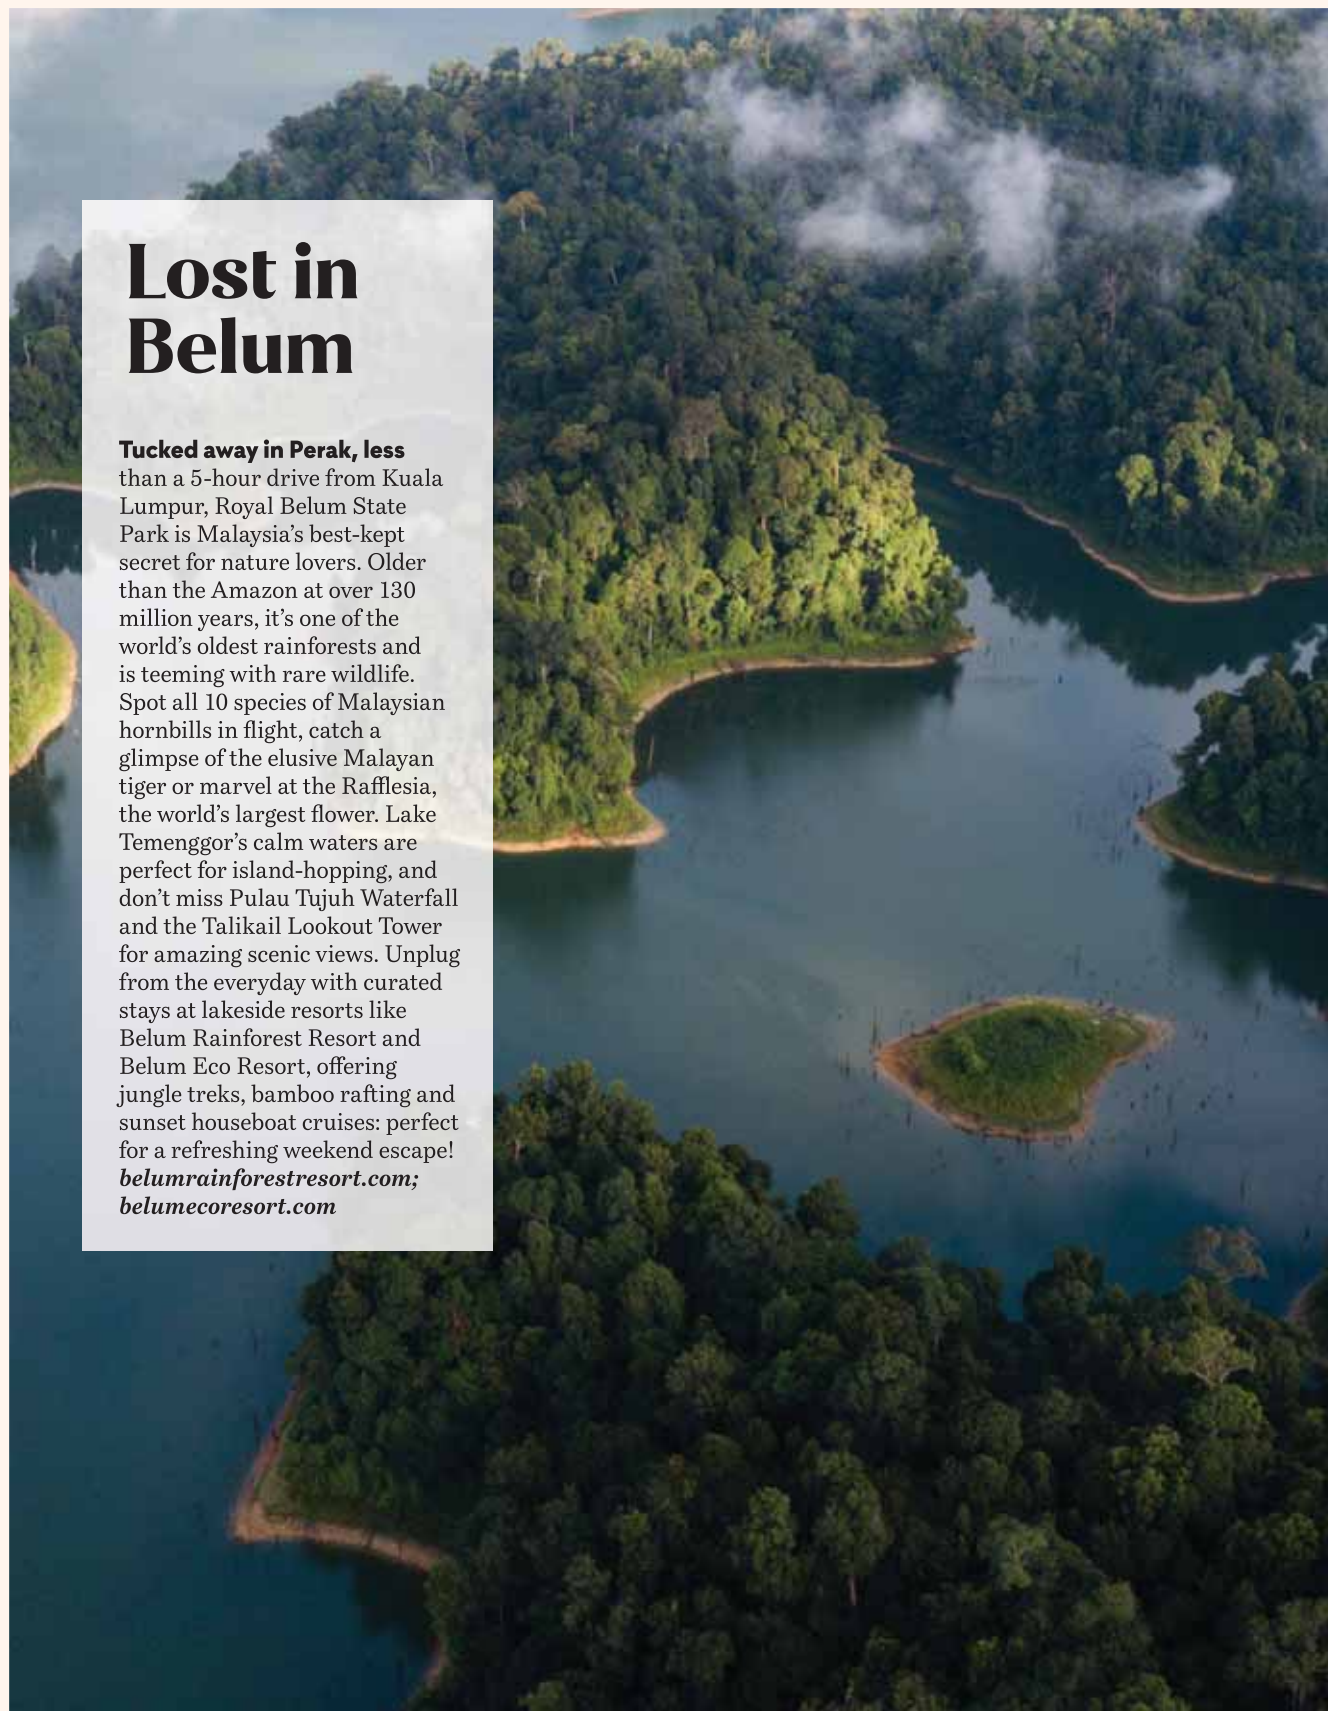 Lost in
Belum
Tucked away in Perak, less
than a 5-hour drive from Kuala
Lumpur, Royal Belum State
Park is Malaysia’s best-kept
secret for nature lovers. Older
than the Amazon at over 130
million years, it’s one of the
world’s oldest rainforests and
is teeming with rare wildlife.
Spot all 10 species of Malaysian
hornbills in flight, catch a
glimpse of the elusive Malayan
tiger or marvel at the Rafflesia,
the world’s largest flower. Lake
Temenggor’s calm waters are
perfect for island-hopping, and
don’t miss Pulau Tujuh Waterfall
and the Talikail Lookout Tower
for amazing scenic views. Unplug
from the everyday with curated
stays at lakeside resorts like
Belum Rainforest Resort and
Belum Eco Resort, offering
jungle treks, bamboo rafting and
sunset houseboat cruises: perfect
for a refreshing weekend escape!
belumrainforestresort.com;
belumecoresort.com